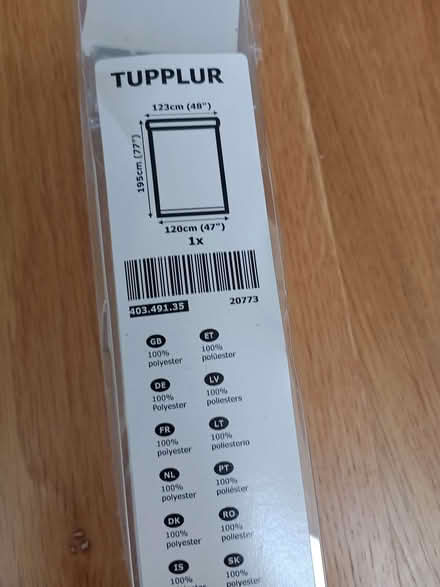 TUPPLUR
123cm (48")
195cm (77")
120cm (47")
1x
403.491.35
20773
GB
100%
polyester
ET
100%
polüester
DE
100%
Polyester
LV
100%
poliesters
FR
100%
polyester
LT
100%
poliesterio
NL
100%
polyester
PT
100%
poliéster
DK
100%
polyester
RO
100%
IS
100%
SK
100%